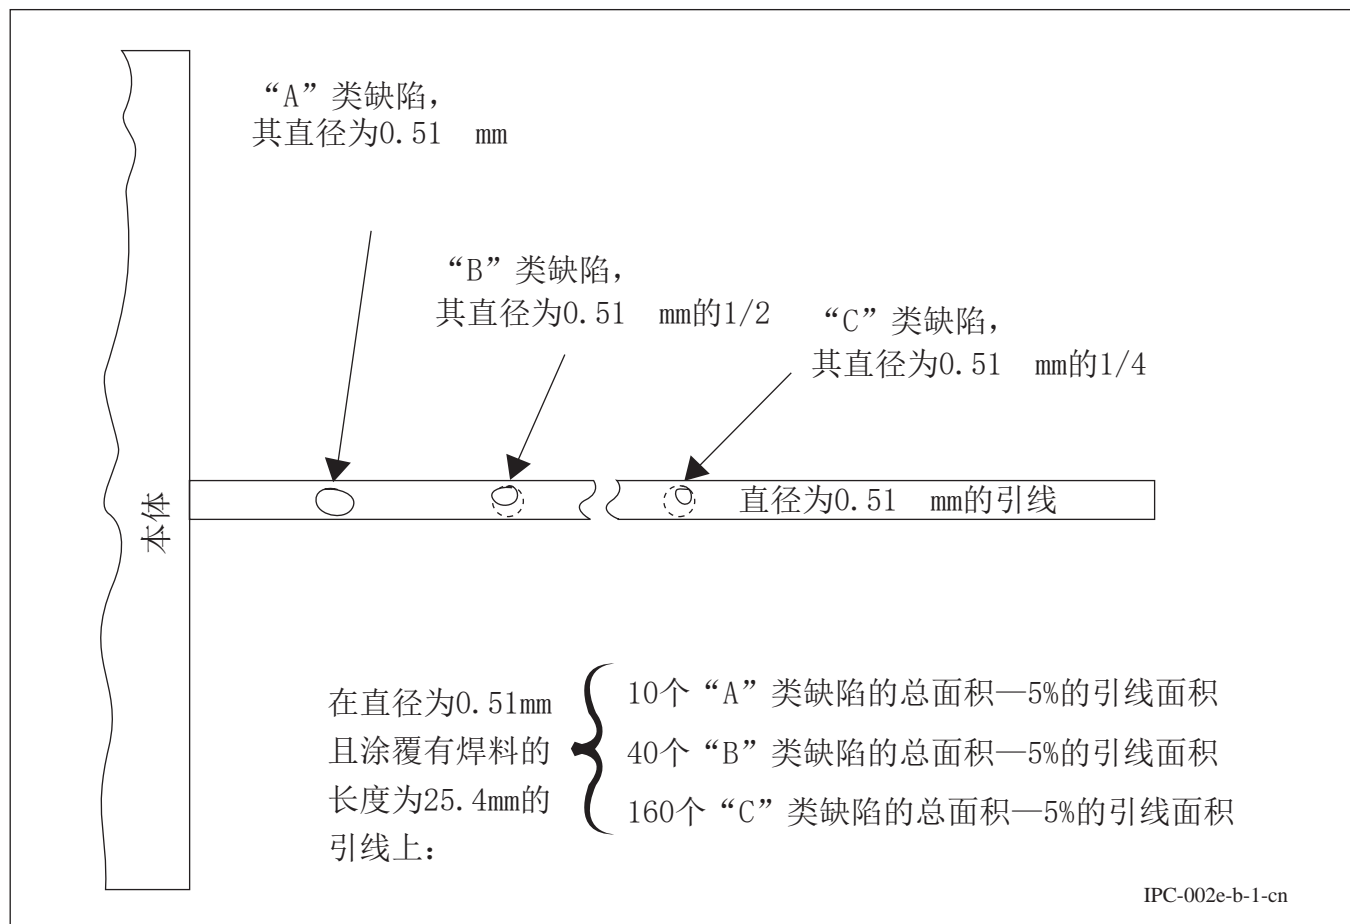 “A”类缺陷，
其直径为0.51 mm
“B”类缺陷，
其直径为0.51 mm的1/2
“C”类缺陷，
其直径为0.51 mm的1/4
本体
直径为0.51 mm的引线
在直径为0.51mm
且涂覆有焊料的
长度为25.4mm的
引线上：
10个“A”类缺陷的总面积—5%的引线面积
40个“B”类缺陷的总面积—5%的引线面积
160个“C”类缺陷的总面积—5%的引线面积
IPC-002e-b-1-cn